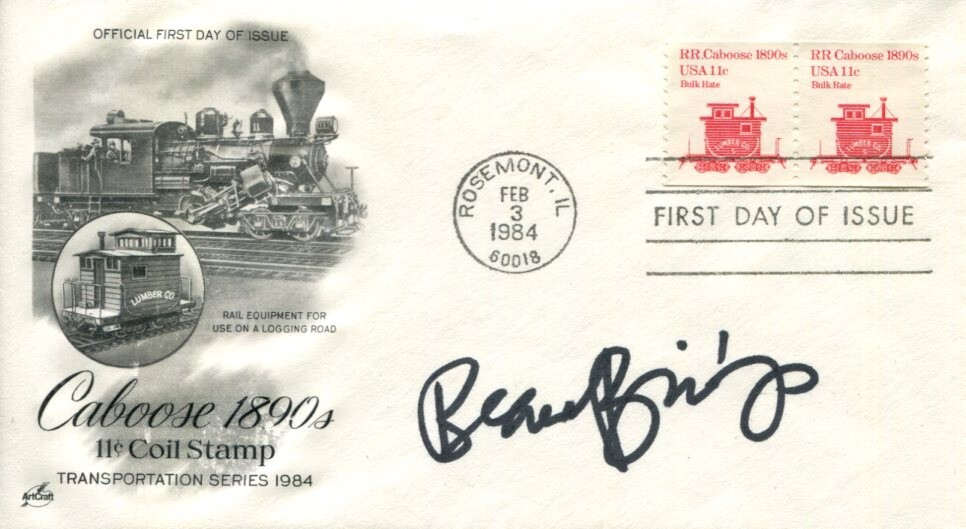 OFFICIAL FIRST DAY OF ISSUE
LUMBER CO
RAIL EQUIPMENT FOR
USE ON A LOGGING ROAD
Caboose 1890s
11¢ Coil Stamp
TRANSPORTATION SERIES 1984
ArtCraft
ROSEMONT, IL
FEB
3
1984
60018
RR Caboose 1890s
USA 11c
Bulk Rate
LUMBER CO.
RR Caboose 1890s
USA 11c
Bulk Rate
LUMBER CO.
FIRST DAY OF ISSUE